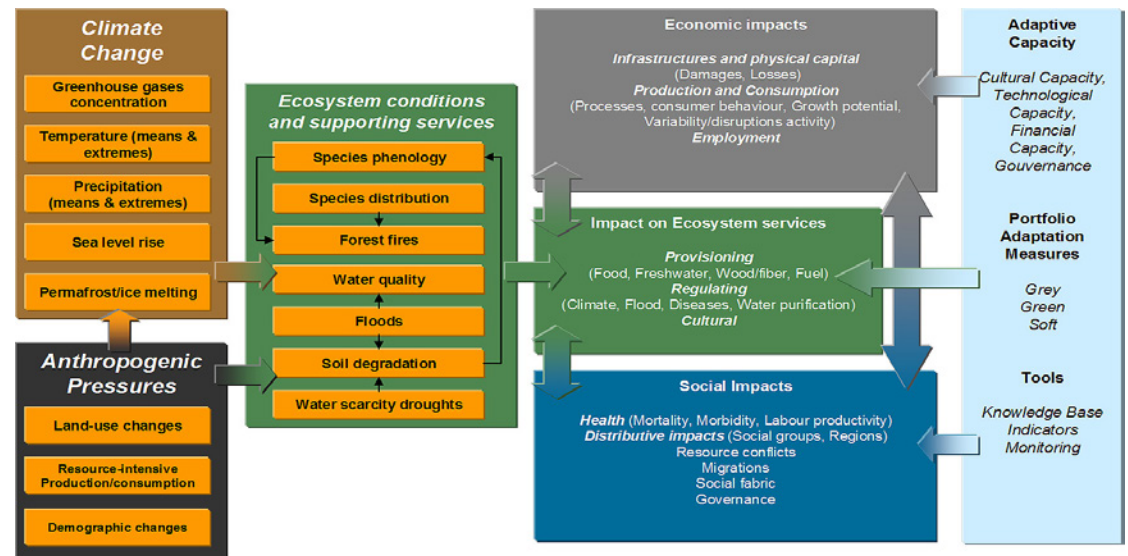 Climate
Change
Greenhouse gases
concentration
Temperature (means &
extremes)
Precipitation
(means & extremes)
Sea level rise
Permafrost/ice melting
Anthropogenic
Pressures
Land-use changes
Resource-intensive
Production/consumption
Demographic changes
Ecosystem conditions
and supporting services
Species phenology
Species distribution
Forest fires
Water quality
Floods
Soil degradation
Water scarcity droughts
Economic impacts
Infrastructures and physical capital
(Damages, Losses)
Production and Consumption
(Processes, consumer behaviour, Growth potential,
Variability/disruptions activity)
Employment
Impact on Ecosystem services
Provisioning
(Food, Freshwater, Wood/fiber, Fuel)
Regulating
(Climate, Flood, Diseases, Water purification)
Cultural
Social Impacts
Health (Mortality, Morbidity, Labour productivity)
Distributive impacts (Social groups, Regions)
Resource conflicts
Migrations
Social fabric
Governance
Adaptive
Capacity
Cultural Capacity,
Technological
Capacity,
Financial
Capacity,
Gouvernance
Portfolio
Adaptation
Measures
Grey
Green
Soft
Tools
Knowledge Base
Indicators
Monitoring